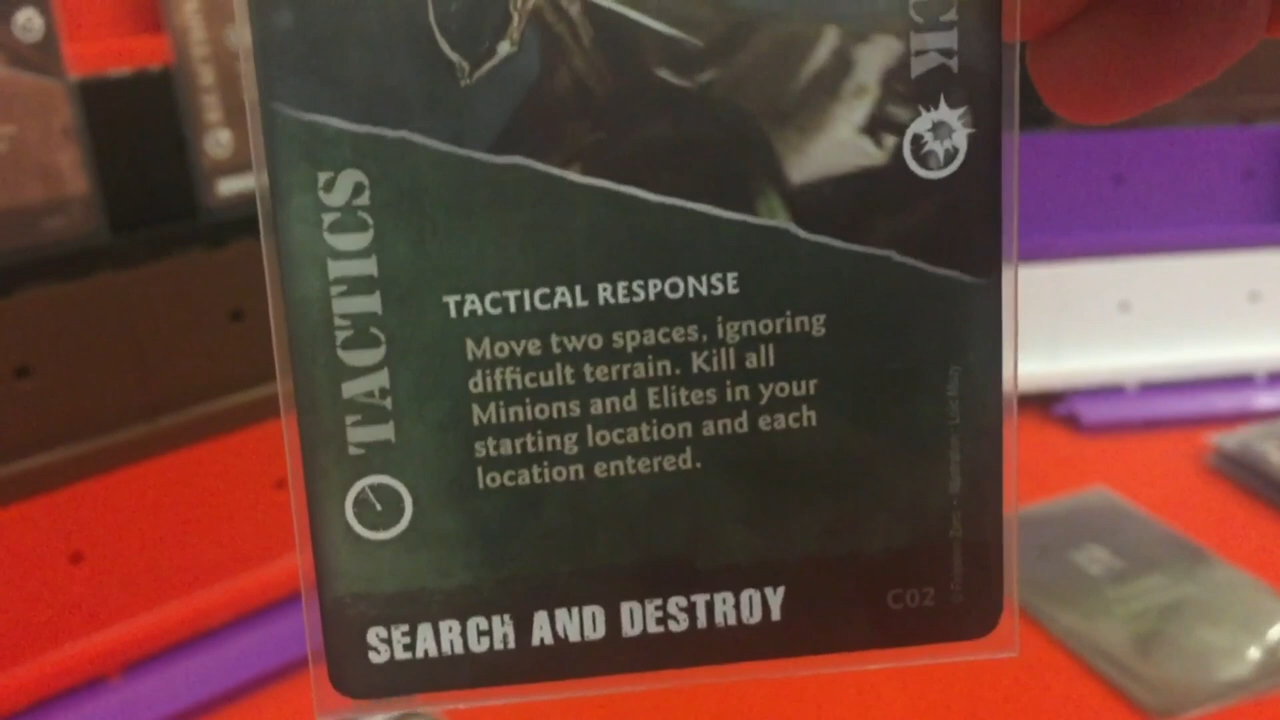 CK
TACTICS
TACTICAL RESPONSE
Move two spaces, ignoring
difficult terrain. Kill all
Minions and Elites in your
starting location and each
location entered.
SEARCH AND DESTROY
C02